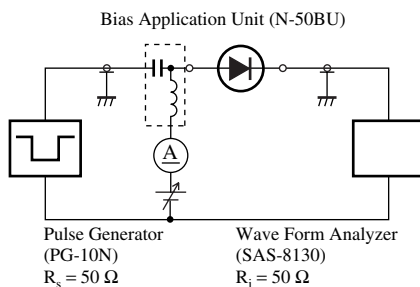 Bias Application Unit (N-50BU)
A
Pulse Generator
(PG-10N)
Rs = 50 Ω
Wave Form Analyzer
(SAS-8130)
Ri = 50 Ω